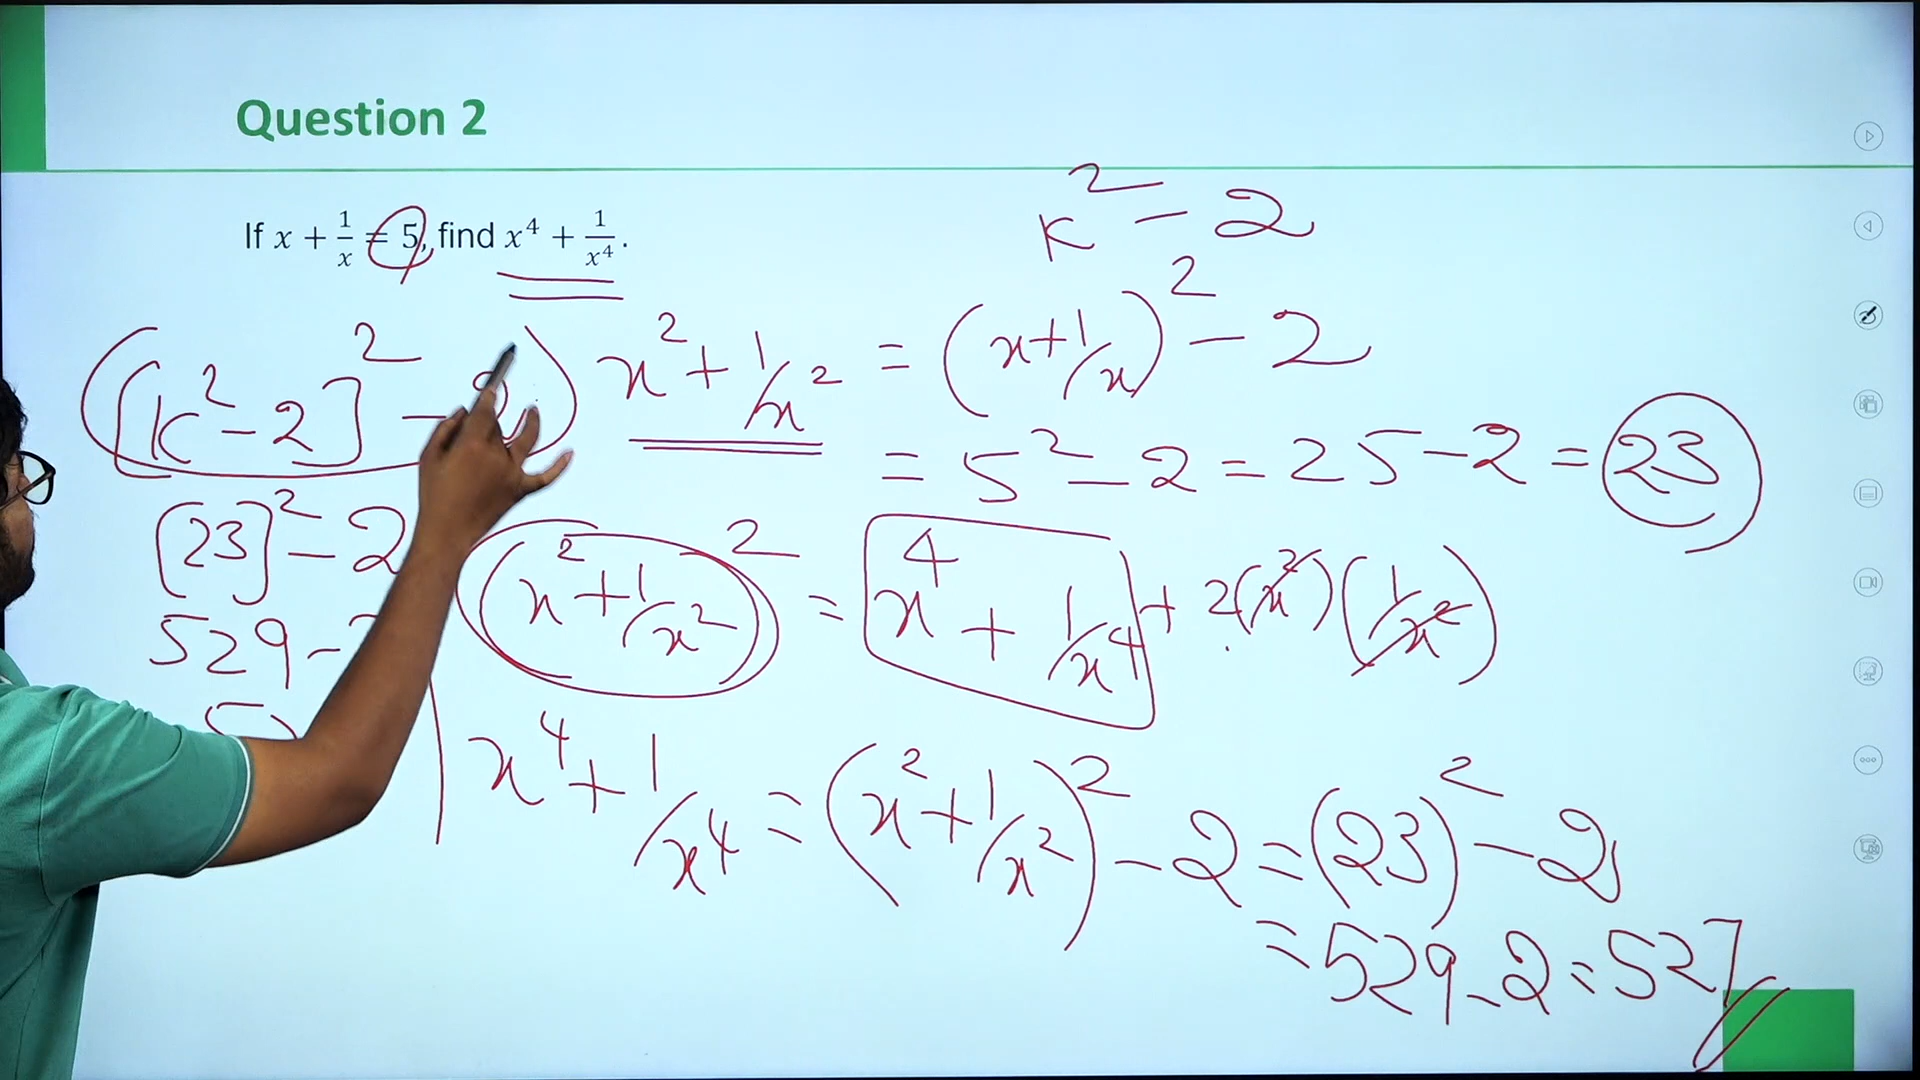 Question 2
If x + 1/x = 5, find x⁴ + 1/x⁴.
k² - 2
[k² - 2]² -
x² + 1/x² = (x + 1/x)² - 2
= 5² - 2 = 25 - 2 = 23
[23]² - 2
(x² + 1/x²)² = x⁴ + 1/x⁴ + 2(x²)(1/x²)
529 -
x⁴ + 1/x⁴ = (x² + 1/x²)² - 2 = (23)² - 2
= 529 - 2 = 527